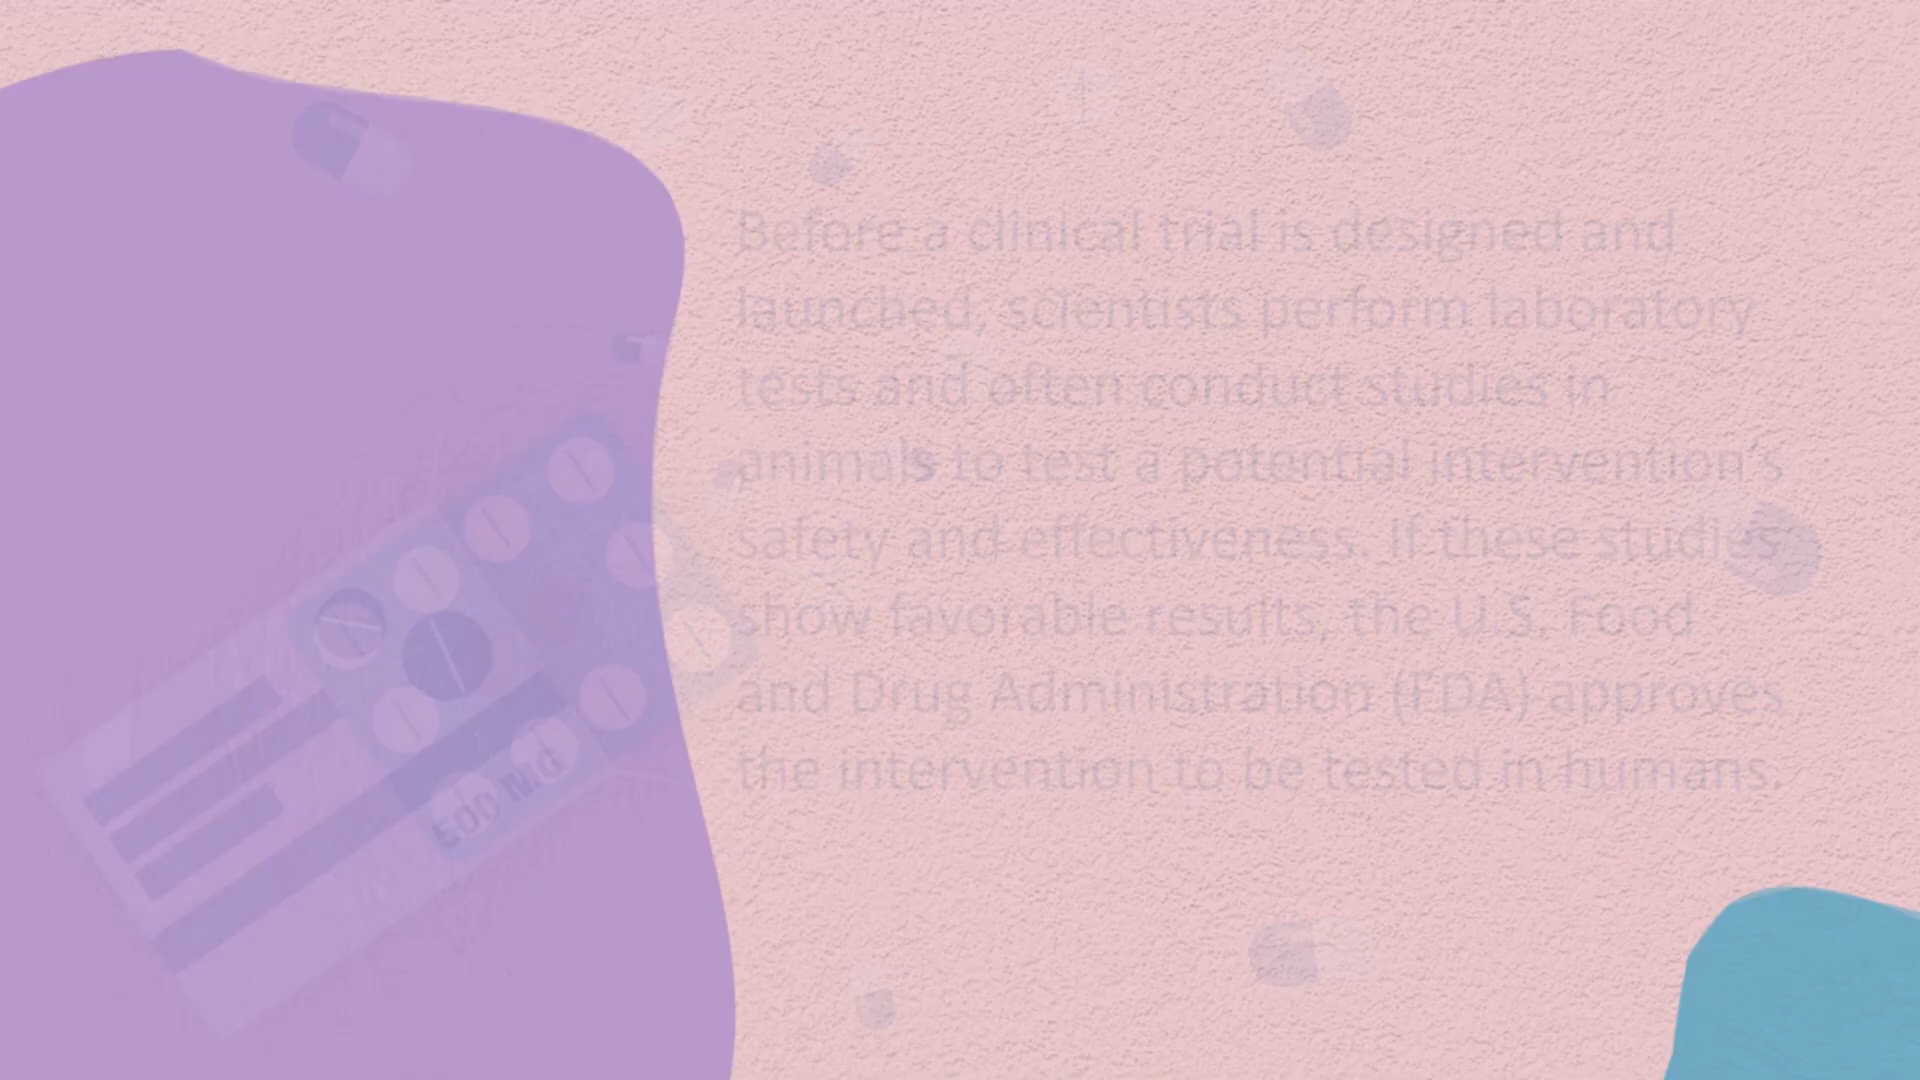 Before a clinical trial is designed and
launched, scientists perform laboratory
tests and often conduct studies in
animals to test a potential intervention's
safety and effectiveness. If these studies
show favorable results, the U.S. Food
and Drug Administration (FDA) approves
the intervention to be tested in humans.
500 MG